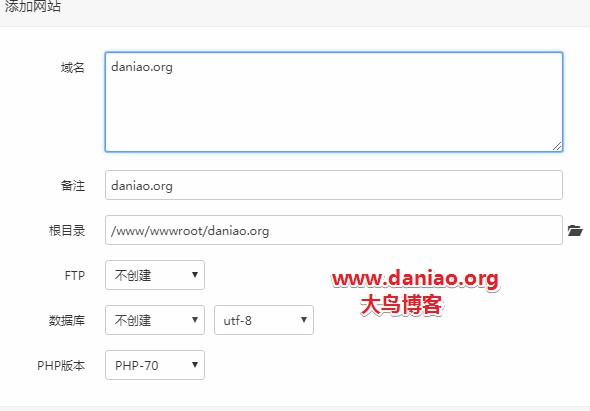 添加网站
域名 daniao.org
备注 daniao.org
根目录 /www/wwwroot/daniao.org
FTP 不创建
www.daniao.org
大鸟博客
数据库 不创建 utf-8
PHP版本 PHP-70